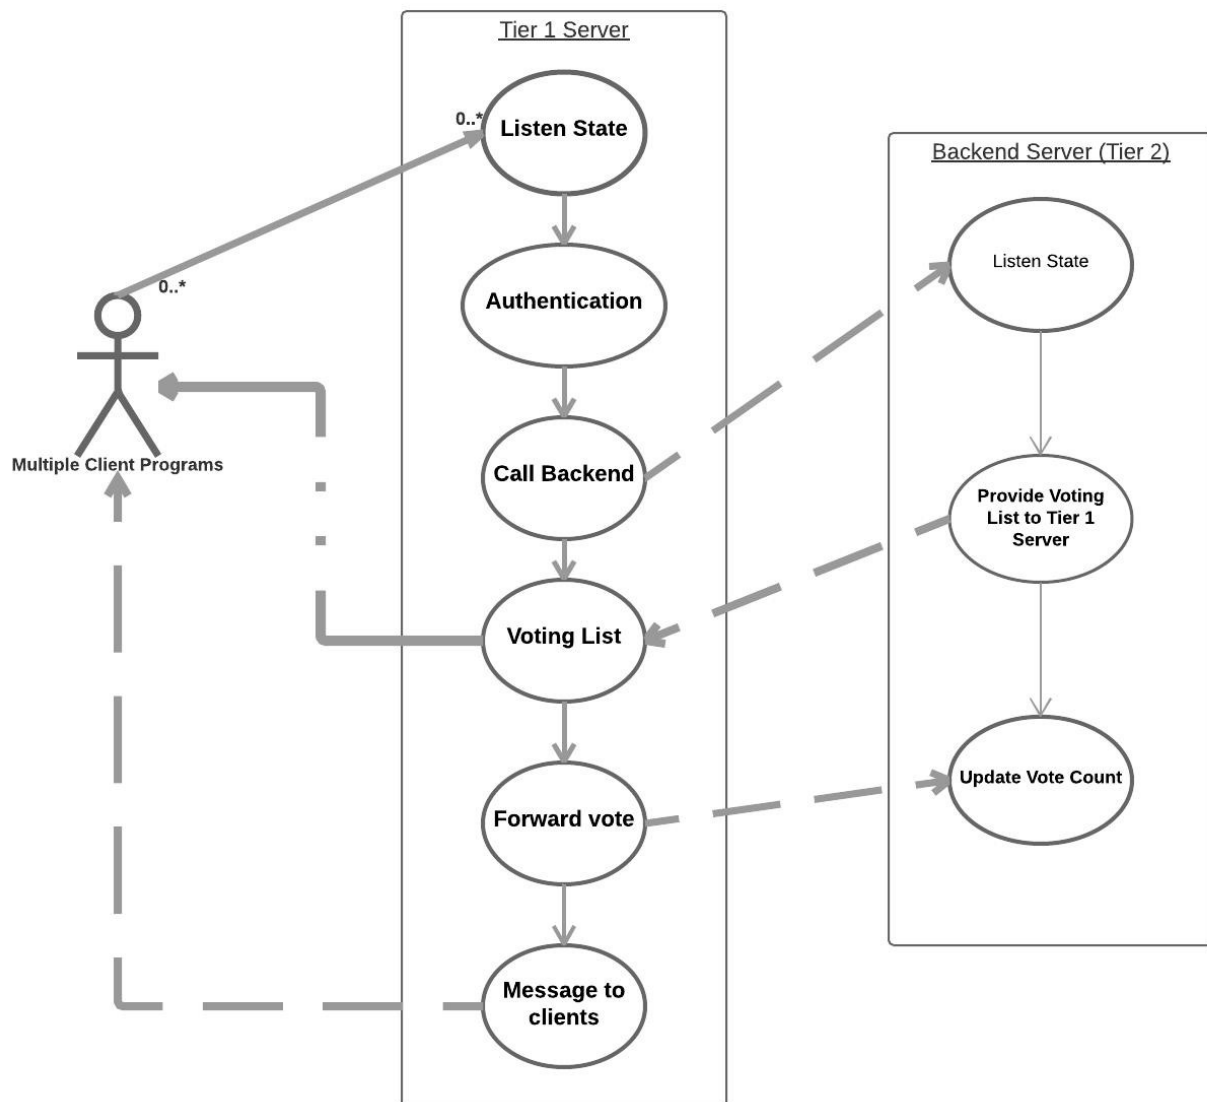 Tier 1 Server
0..*
Listen State
Backend Server (Tier 2)
Listen State
0..*
Authentication
Multiple Client Programs
Call Backend
Provide Voting
List to Tier 1
Server
Voting List
Update Vote Count
Forward vote
Message to
clients